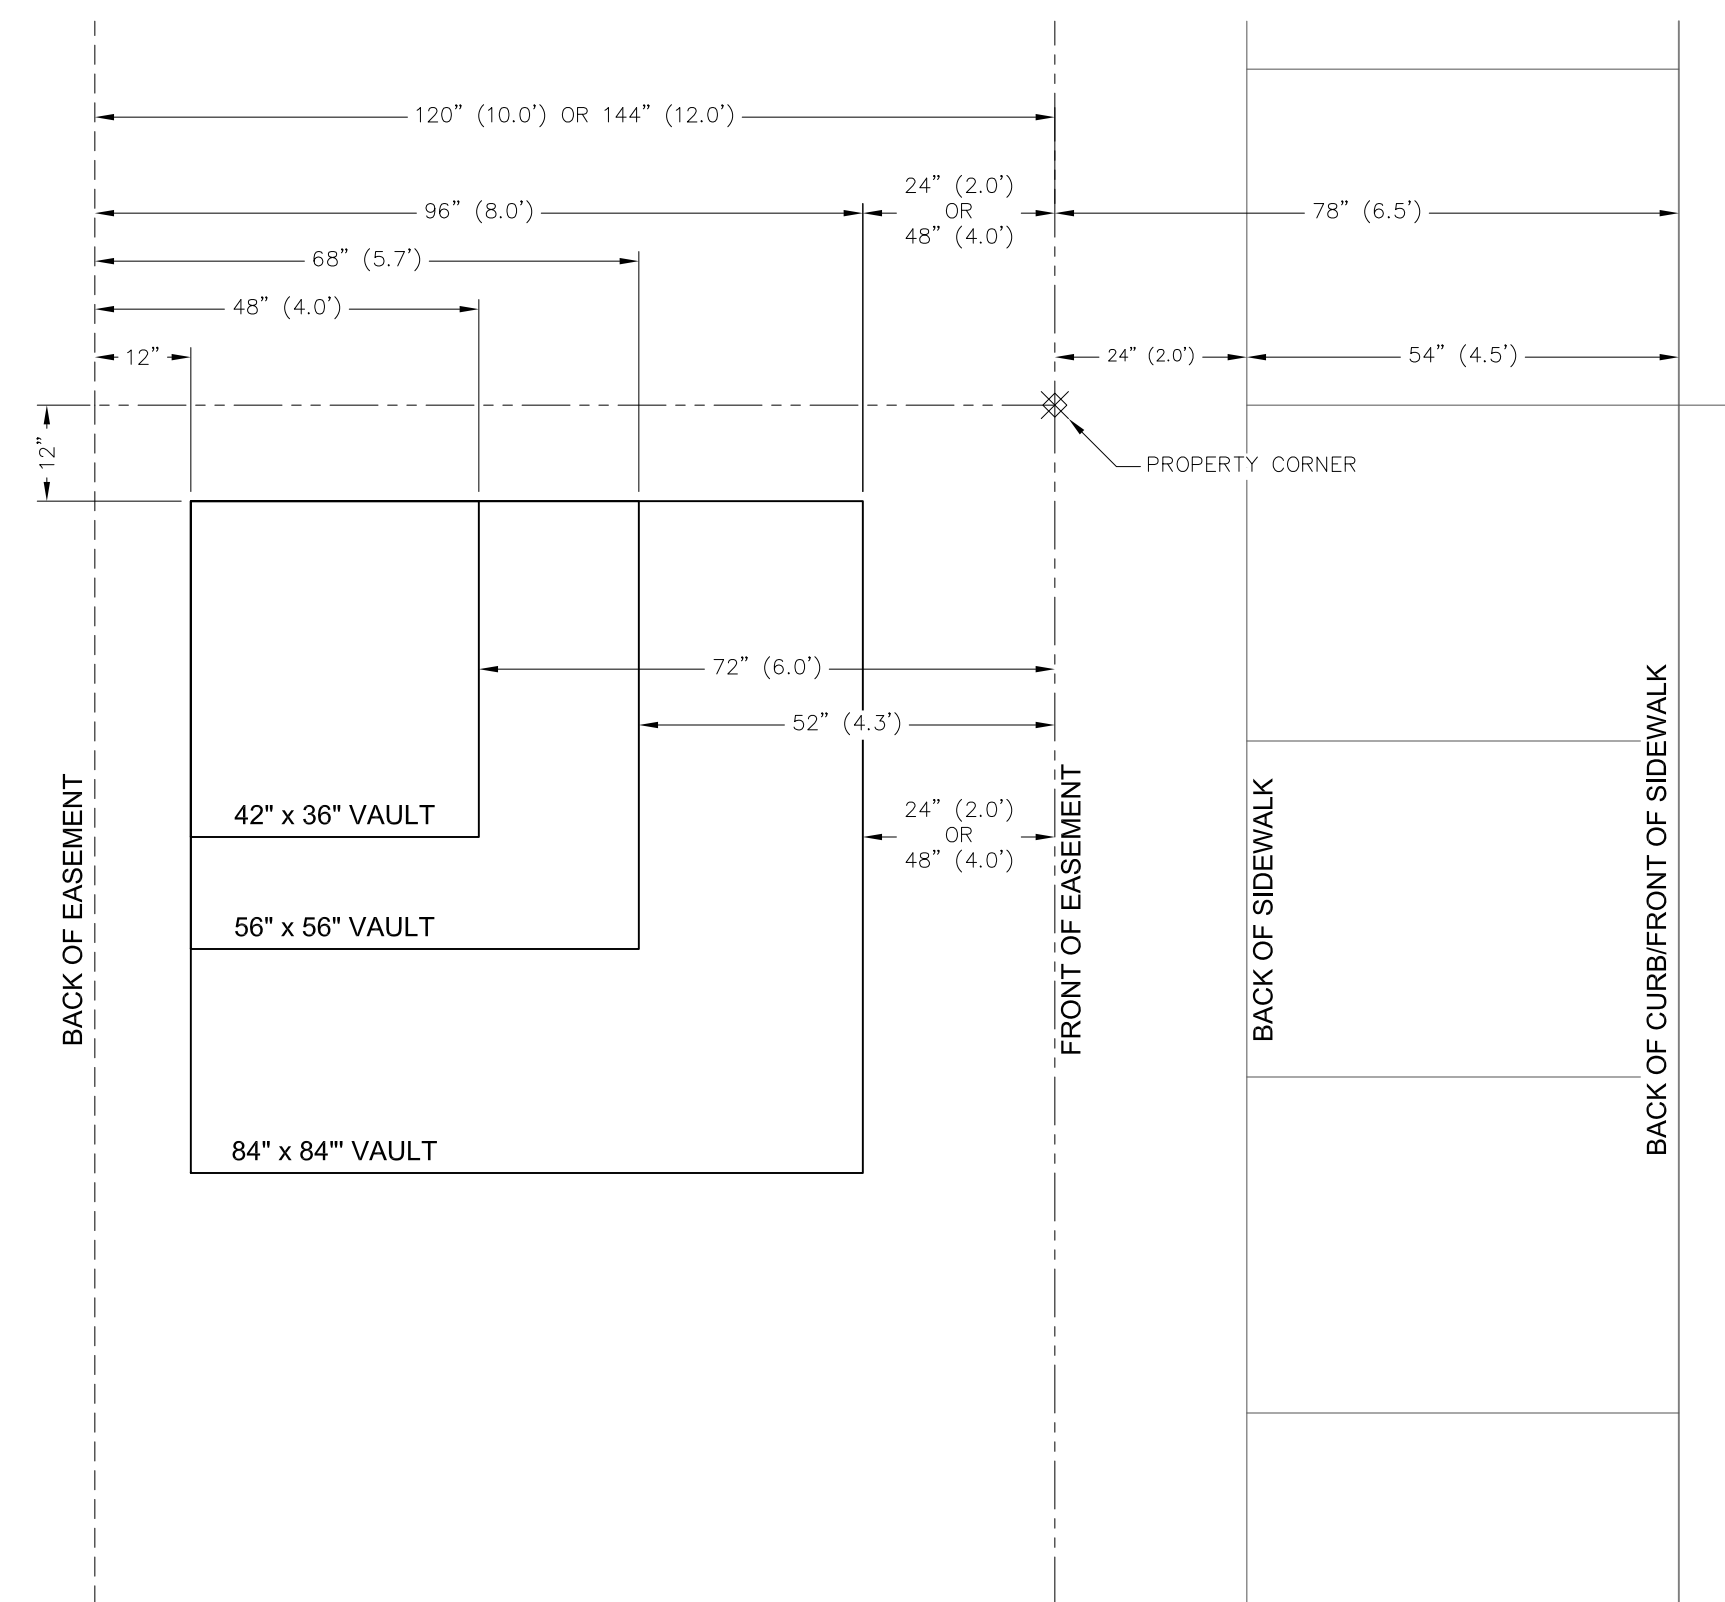 120” (10.0’) OR 144” (12.0’)
24” (2.0’)
OR
48” (4.0’)
96” (8.0’)
78” (6.5’)
68” (5.7’)
48” (4.0’)
12”
24” (2.0’)
54” (4.5’)
12”
PROPERTY CORNER
72” (6.0’)
52” (4.3’)
42" x 36" VAULT
24” (2.0’)
OR
48” (4.0’)
56" x 56" VAULT
84" x 84"' VAULT
BACK OF EASEMENT
FRONT OF EASEMENT
BACK OF SIDEWALK
BACK OF CURB/FRONT OF SIDEWALK